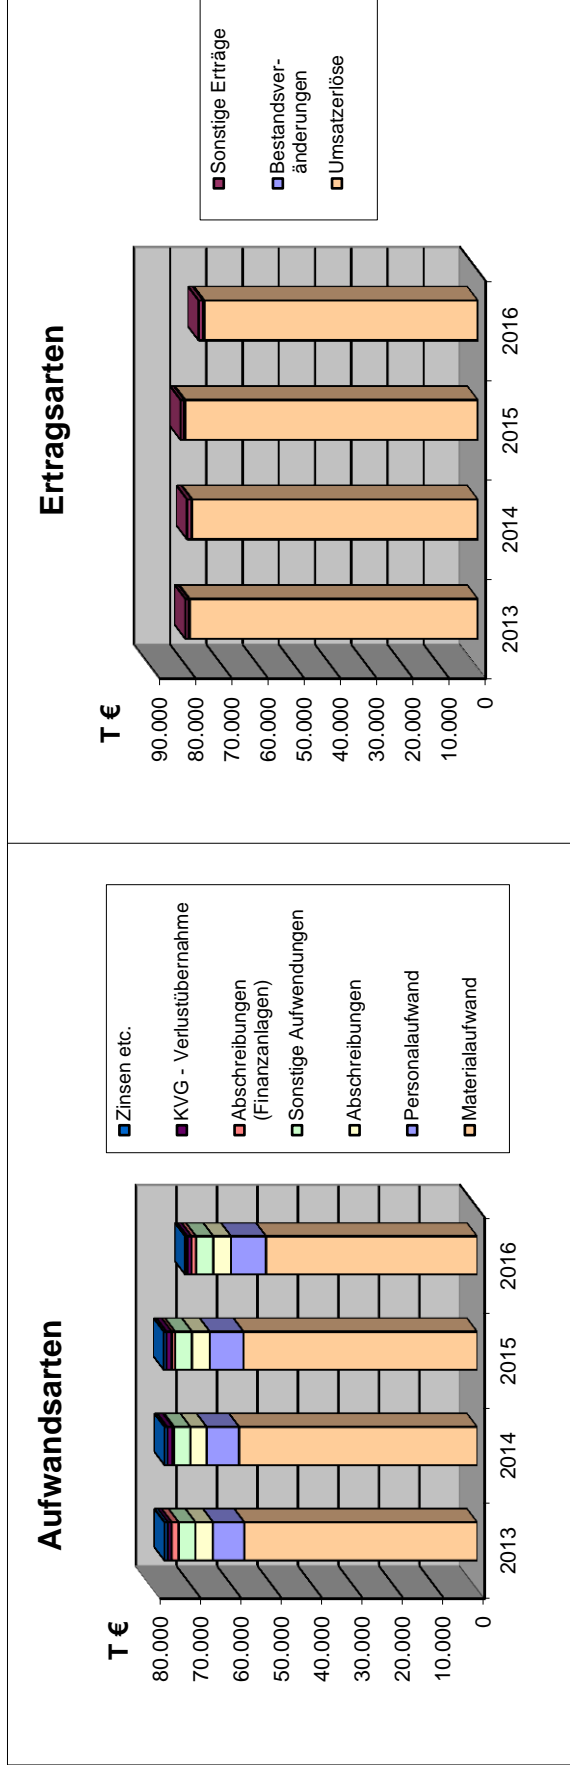 Aufwandsarten
T €
80.000
70.000
60.000
50.000
40.000
30.000
20.000
10.000
0
2013
2014
2015
2016
Zinsen etc.
KVG - Verlustübernahme
Abschreibungen
(Finanzanlagen)
Sonstige Aufwendungen
Abschreibungen
Personalaufwand
Materialaufwand
Ertragsarten
T €
90.000
80.000
70.000
60.000
50.000
40.000
30.000
20.000
10.000
0
2013
2014
2015
2016
Sonstige Erträge
Bestandsver-
änderungen
Umsatzerlöse